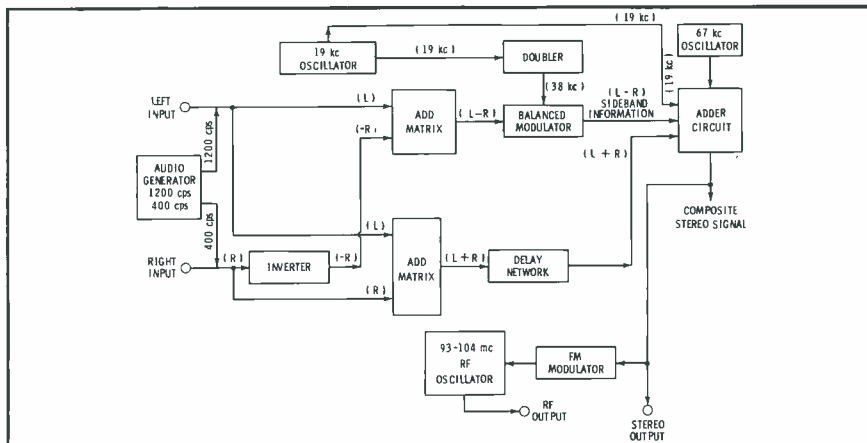 (19 kc)
67 kc
OSCILLATOR
19 kc
OSCILLATOR
(19 kc)
DOUBLER
(19 kc)
(38 kc)
LEFT
INPUT
(L)
(-R)
ADD
MATRIX
(L-R)
BALANCED
MODULATOR
(L-R)
SIDEBAND
INFORMATION
ADDER
CIRCUIT
1200 cps
AUDIO
GENERATOR
1200 cps
400 cps
400 cps
(L+R)
COMPOSITE
STEREO SIGNAL
RIGHT
INPUT
(R)
INVERTER
(-R)
(L)
(R)
ADD
MATRIX
(L+R)
DELAY
NETWORK
93-104 mc
RF
OSCILLATOR
FM
MODULATOR
RF
OUTPUT
STEREO
OUTPUT